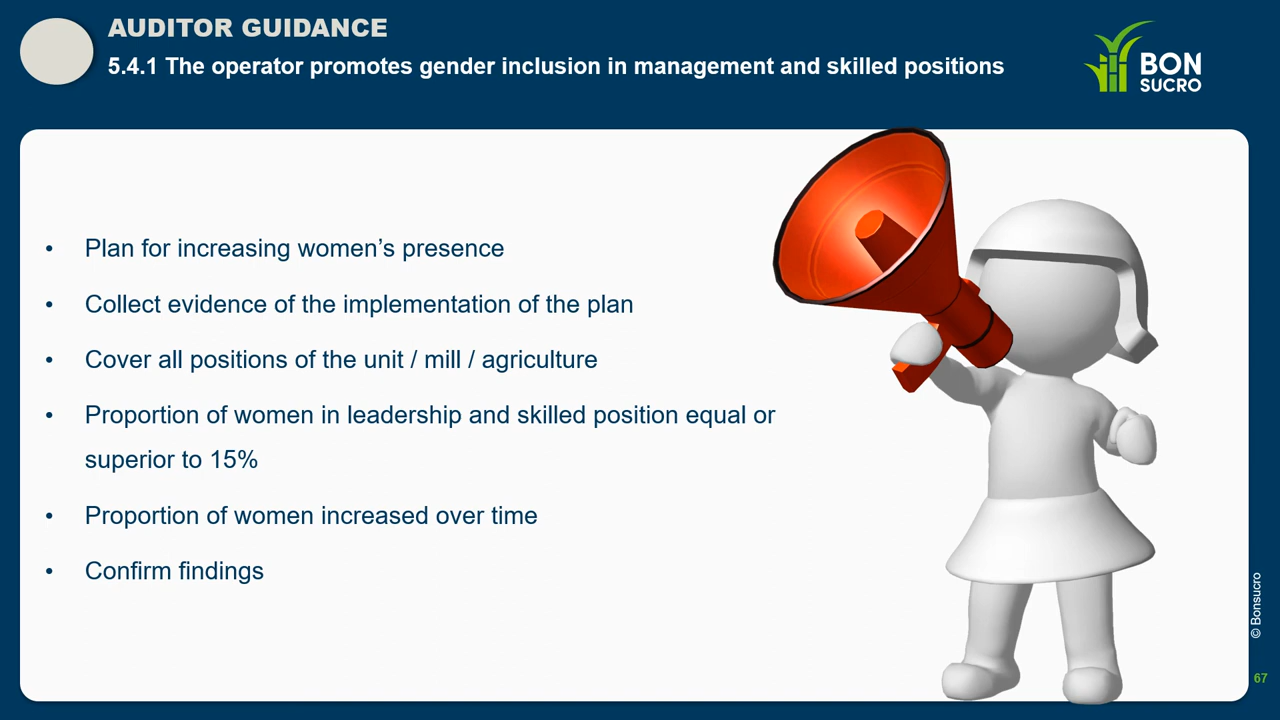 AUDITOR GUIDANCE
5.4.1 The operator promotes gender inclusion in management and skilled positions
BON
SUCRO
• Plan for increasing women’s presence
• Collect evidence of the implementation of the plan
• Cover all positions of the unit / mill / agriculture
• Proportion of women in leadership and skilled position equal or
superior to 15%
• Proportion of women increased over time
• Confirm findings
© Bonsucro
67